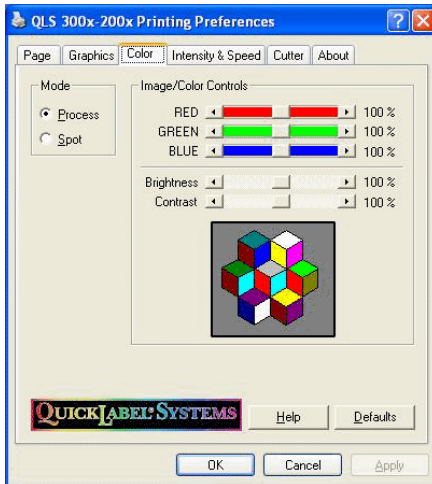 QLS 300x-200x Printing Preferences
Page Graphics Color Intensity & Speed Cutter About
Mode
Process
Spot
Image/Color Controls
RED 100 %
GREEN 100 %
BLUE 100 %
Brightness 100 %
Contrast 100 %
QUICKLABEL® SYSTEMS
Help Defaults
OK Cancel Apply